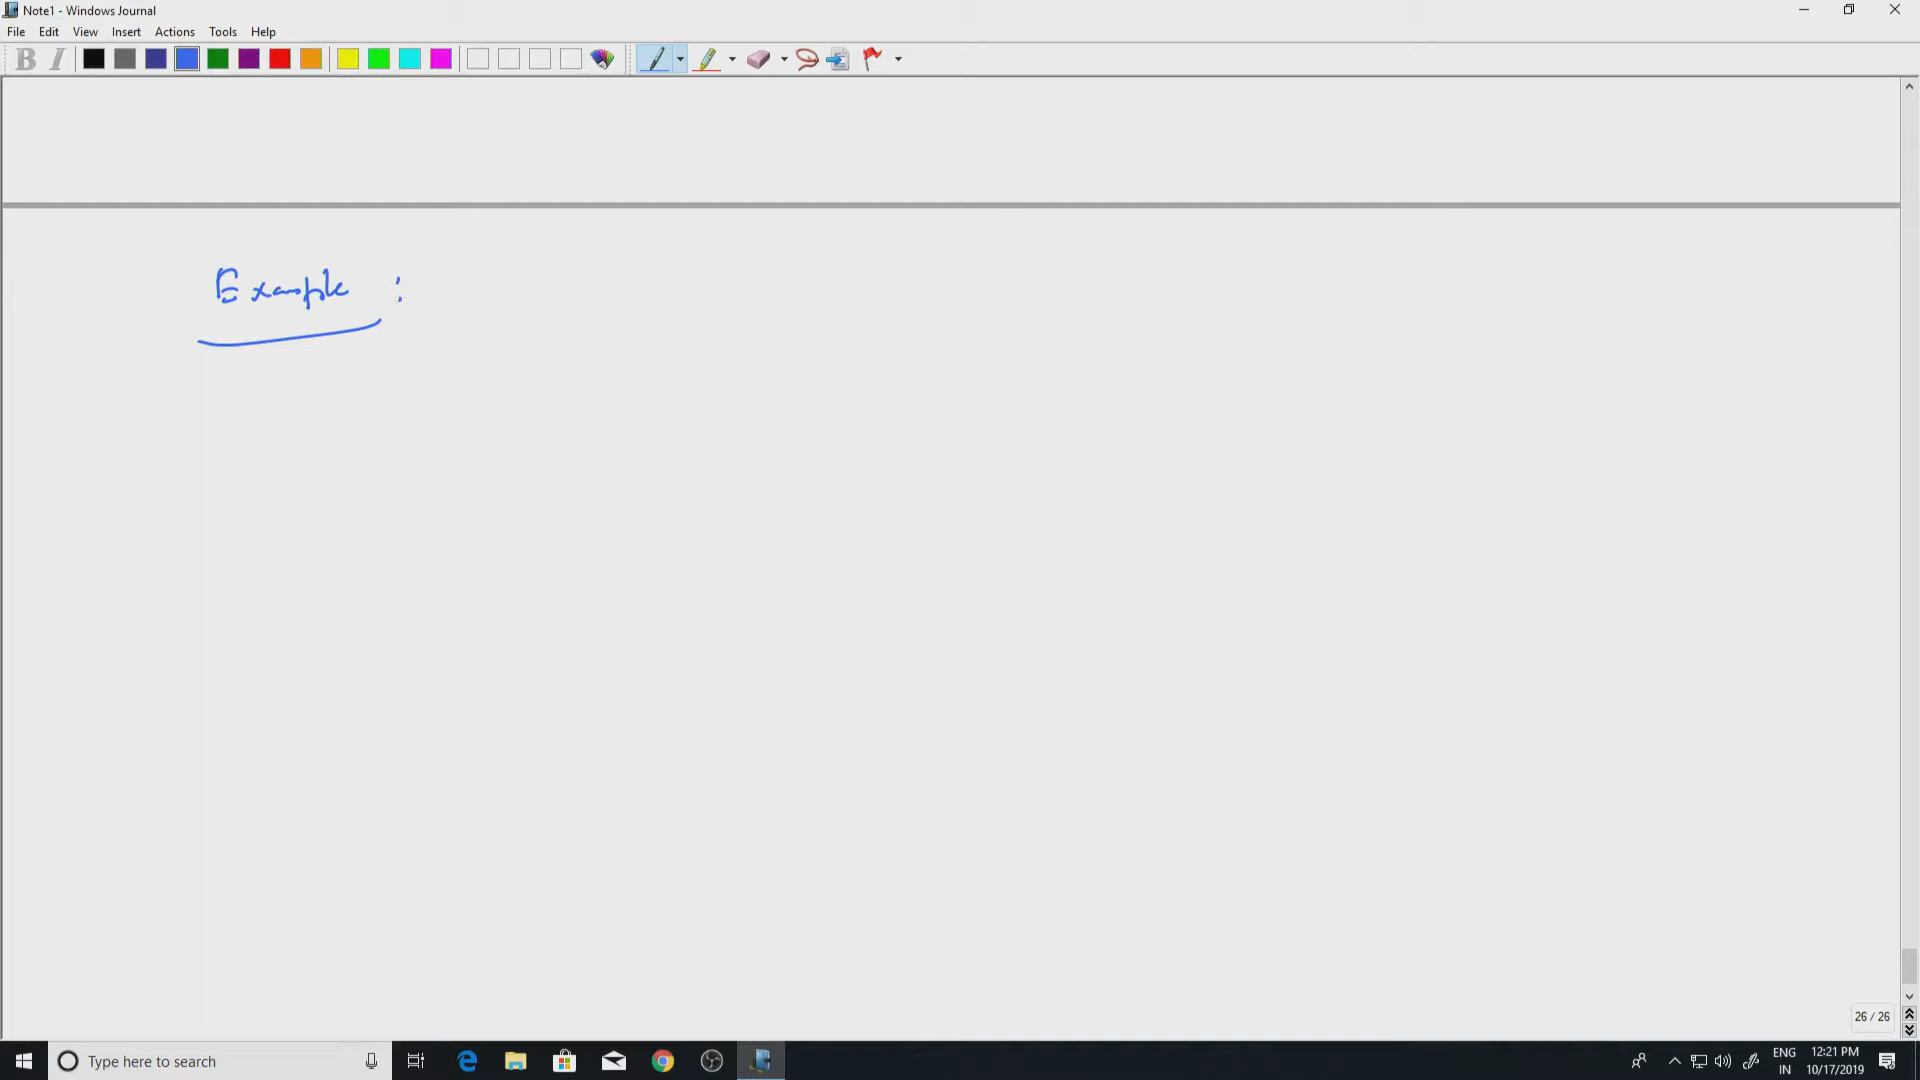 Note1 - Windows Journal
File Edit View Insert Actions Tools Help
B I
Example :
26 / 26
Type here to search
ENG
IN
12:21 PM
10/17/2019